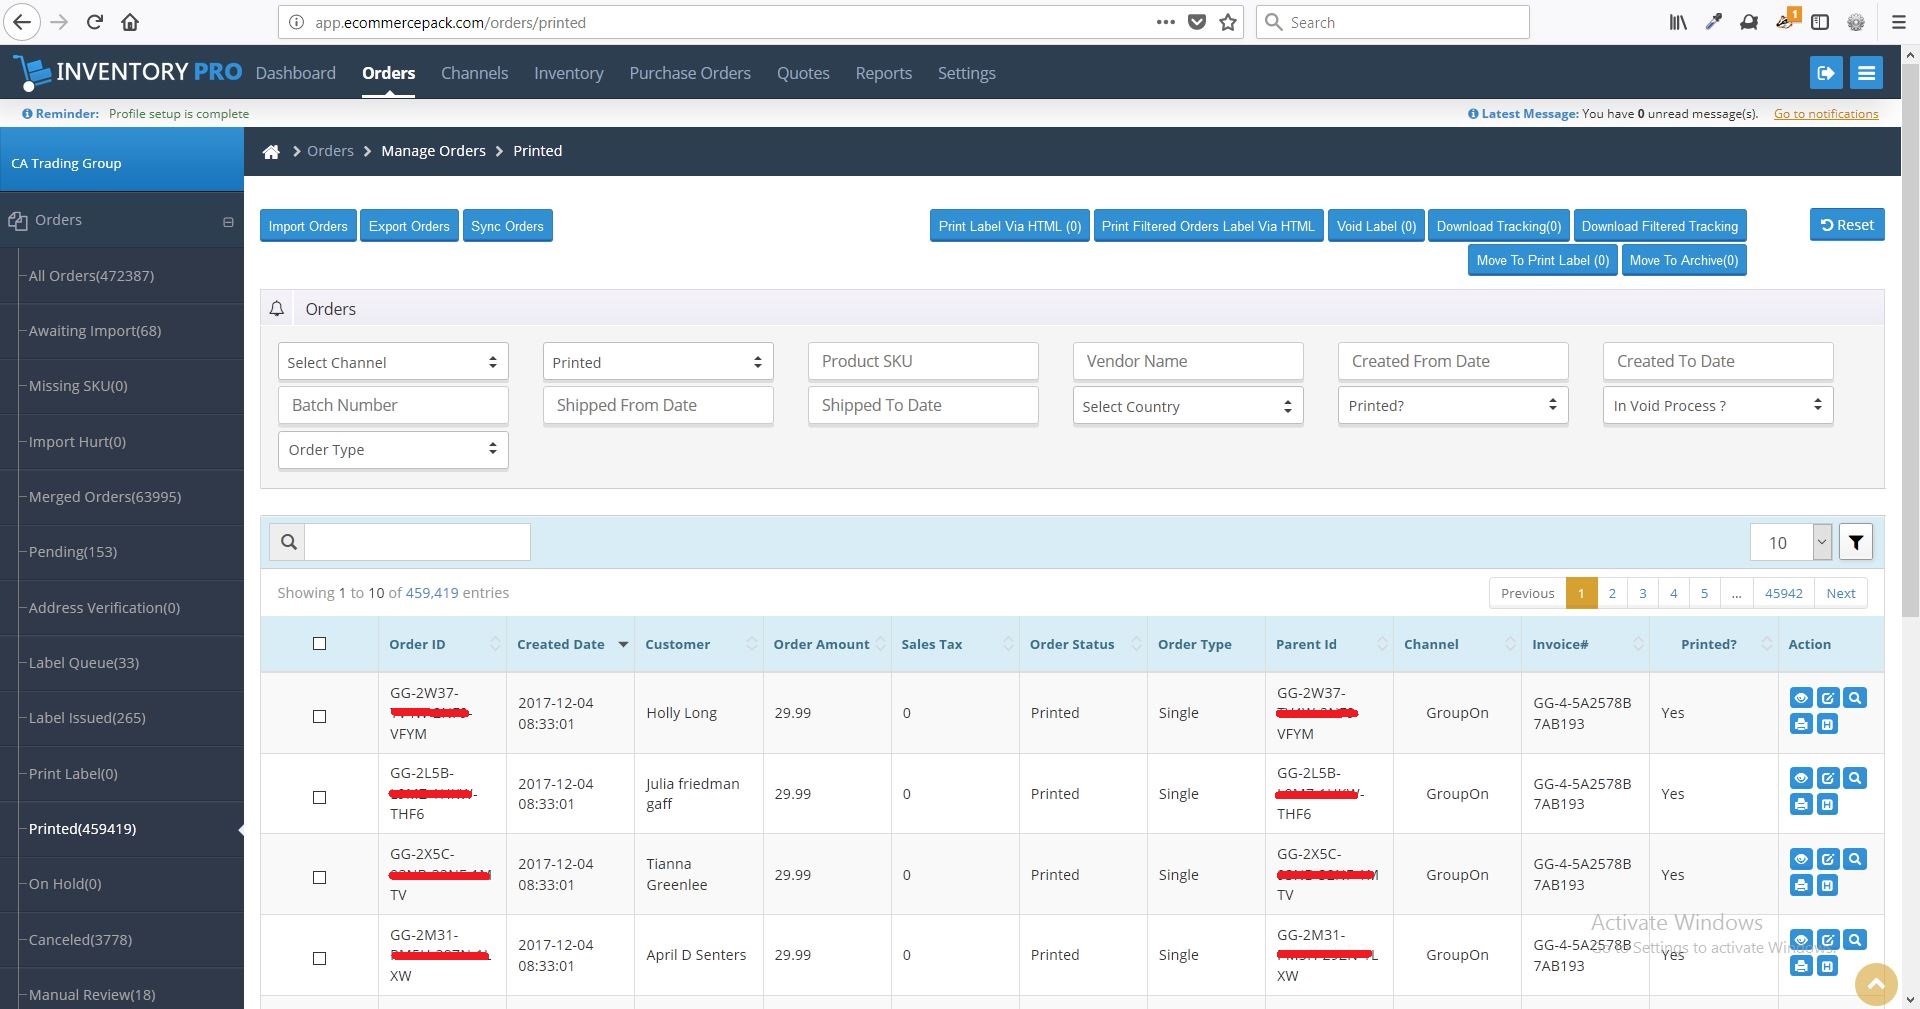 app.ecommercepack.com/orders/printed
Search
1
INVENTORY PRO
Dashboard
Orders
Channels
Inventory
Purchase Orders
Quotes
Reports
Settings
Reminder: Profile setup is complete
Latest Message: You have 0 unread message(s). Go to notifications
CA Trading Group
Orders > Manage Orders > Printed
Orders
All Orders(472387)
Awaiting Import(68)
Missing SKU(0)
Import Hurt(0)
Merged Orders(63995)
Pending(153)
Address Verification(0)
Label Queue(33)
Label Issued(265)
Print Label(0)
Printed(459419)
On Hold(0)
Canceled(3778)
Manual Review(18)
Import Orders
Export Orders
Sync Orders
Print Label Via HTML (0)
Print Filtered Orders Label Via HTML
Void Label (0)
Download Tracking(0)
Download Filtered Tracking
Reset
Move To Print Label (0)
Move To Archive(0)
Orders
Select Channel
Printed
Product SKU
Vendor Name
Created From Date
Created To Date
Batch Number
Shipped From Date
Shipped To Date
Select Country
Printed?
In Void Process ?
Order Type
10
Showing 1 to 10 of 459,419 entries
Previous 1 2 3 4 5 ... 45942 Next
Order ID
Created Date
Customer
Order Amount
Sales Tax
Order Status
Order Type
Parent Id
Channel
Invoice#
Printed?
Action
GG-2W37-
VFYM
2017-12-04
08:33:01
Holly Long
29.99
0
Printed
Single
GG-2W37-
VFYM
GroupOn
GG-4-5A2578B
7AB193
Yes
GG-2L5B-
THF6
2017-12-04
08:33:01
Julia friedman
gaff
29.99
0
Printed
Single
GG-2L5B-
THF6
GroupOn
GG-4-5A2578B
7AB193
Yes
GG-2X5C-
TV
2017-12-04
08:33:01
Tianna
Greenlee
29.99
0
Printed
Single
GG-2X5C-
TV
GroupOn
GG-4-5A2578B
7AB193
Yes
GG-2M31-
XW
2017-12-04
08:33:01
April D Senters
29.99
0
Printed
Single
GG-2M31-
XW
GroupOn
GG-4-5A2578B
7AB193
Yes
Activate Windows
Go to Settings to activate Windows.